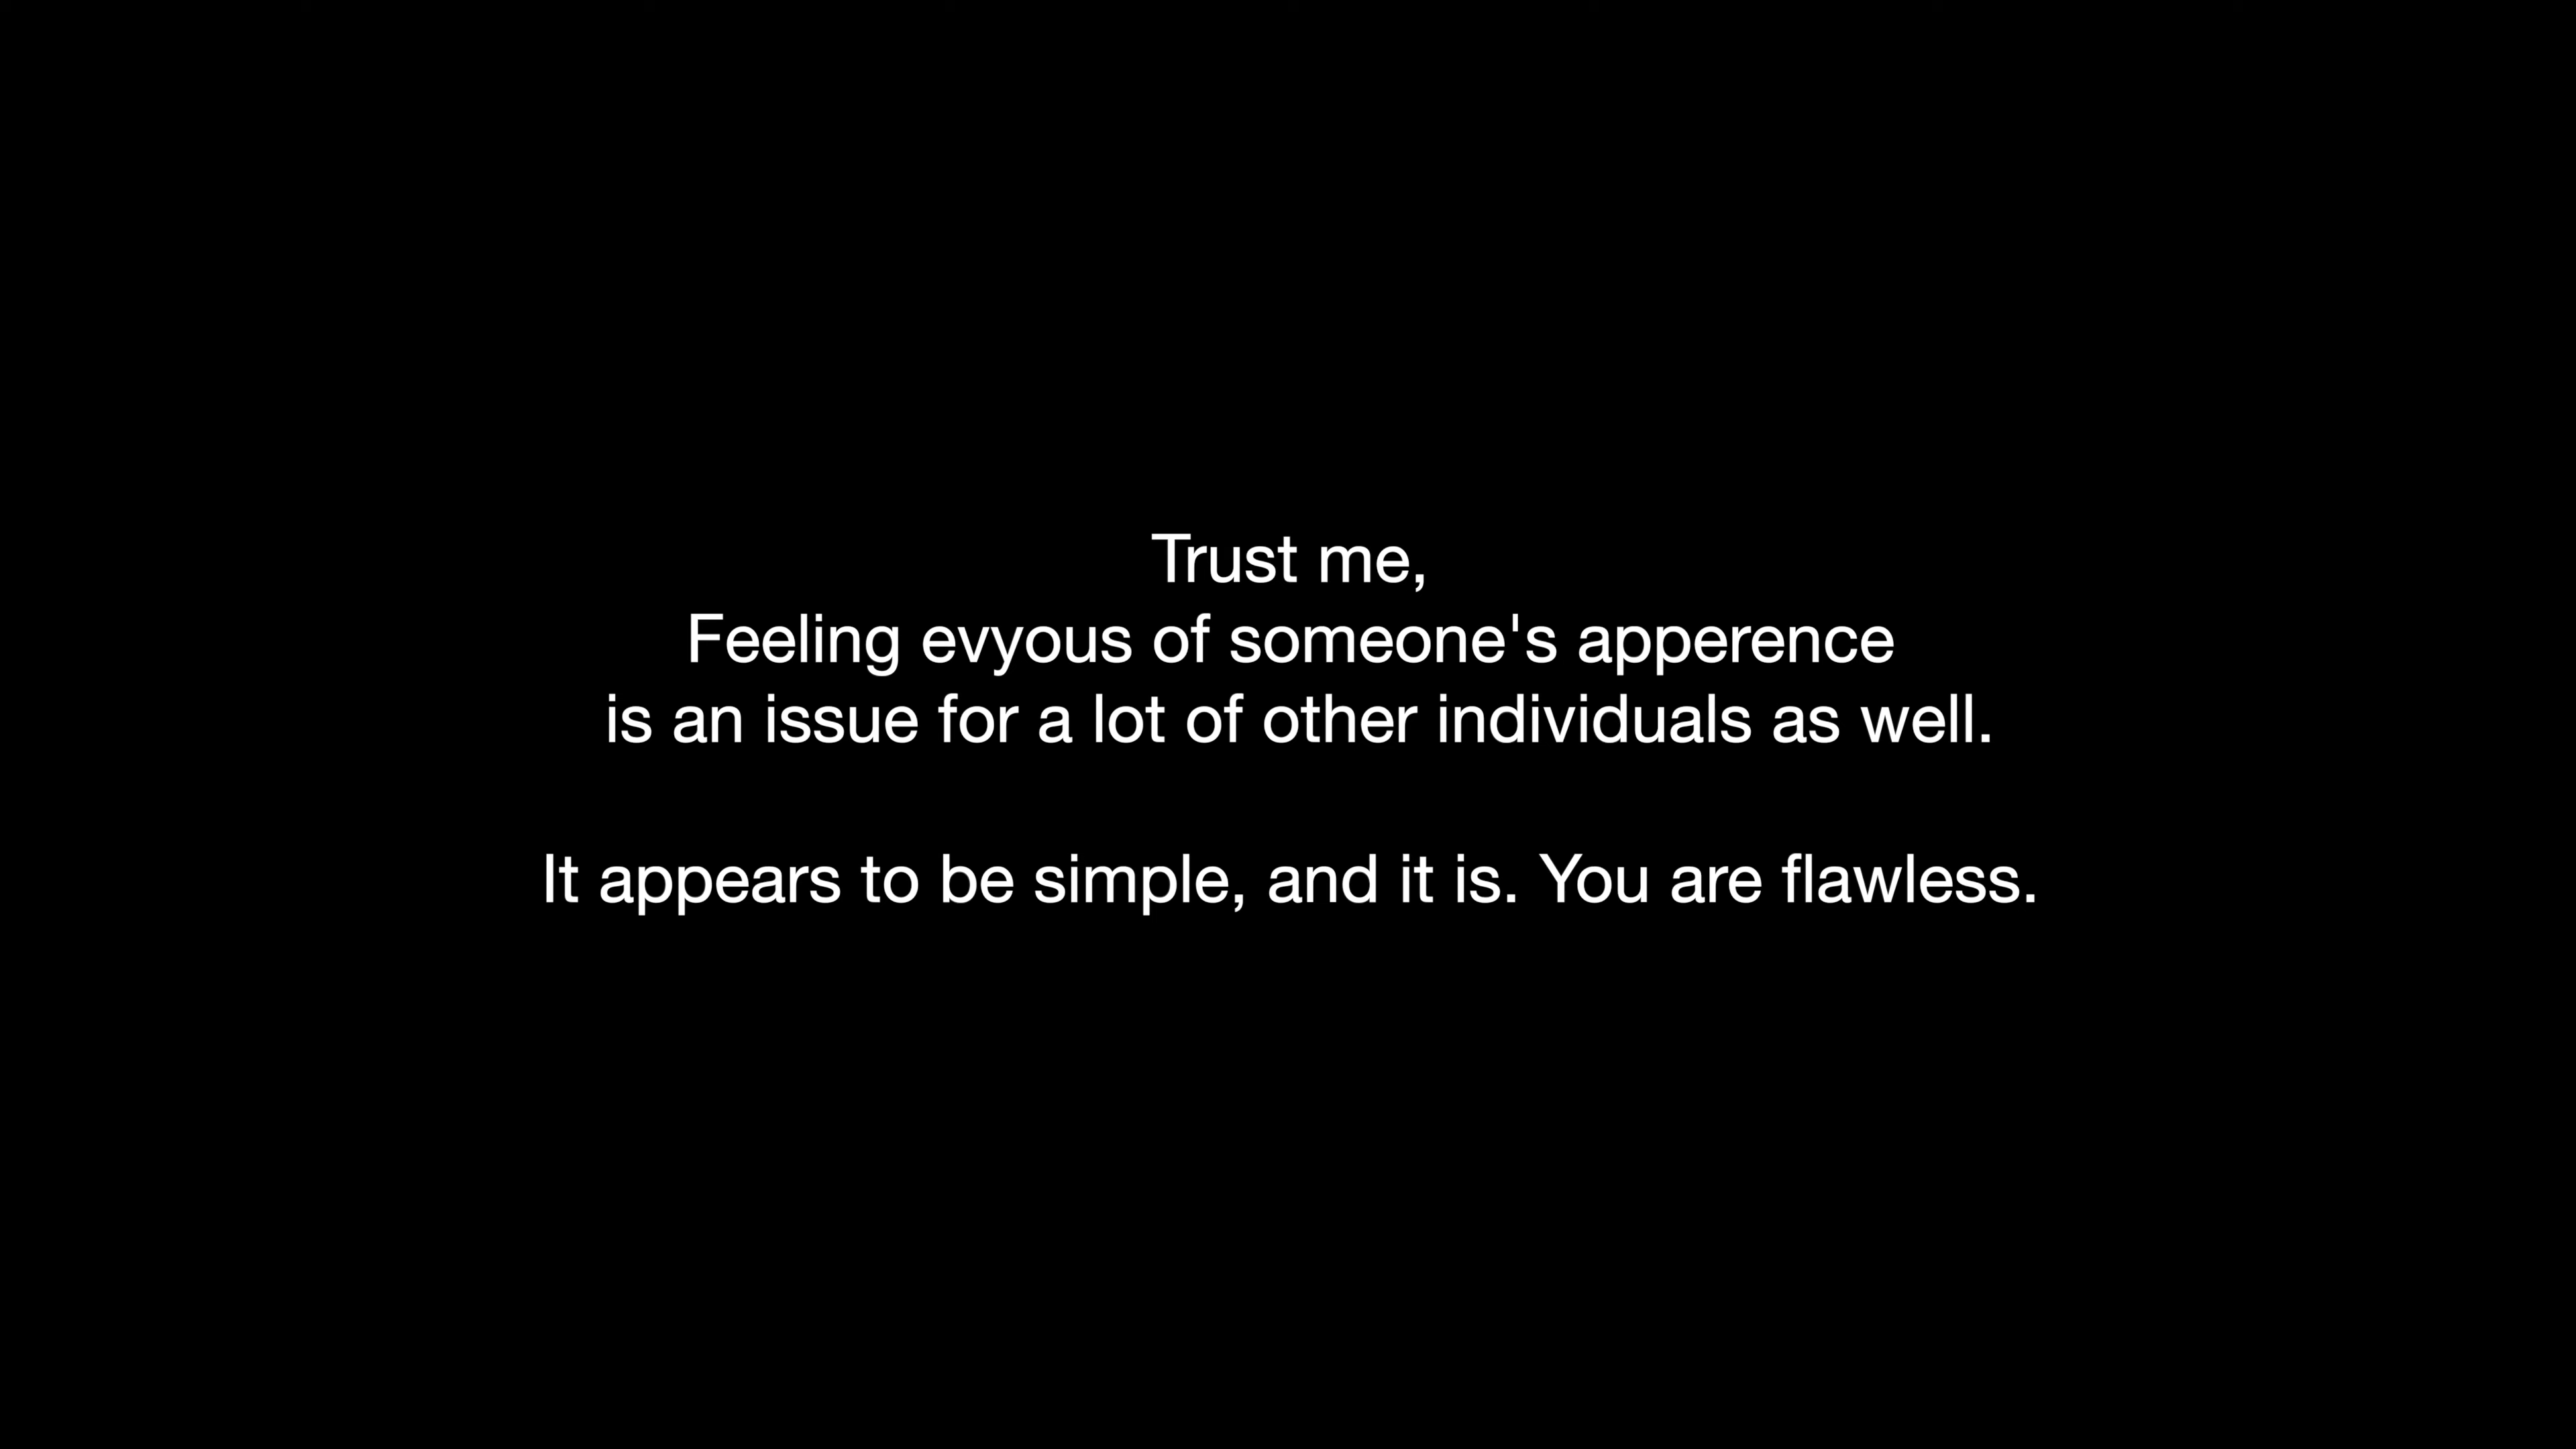 Trust me,
Feeling evyous of someone's apperence
is an issue for a lot of other individuals as well.
It appears to be simple, and it is. You are flawless.